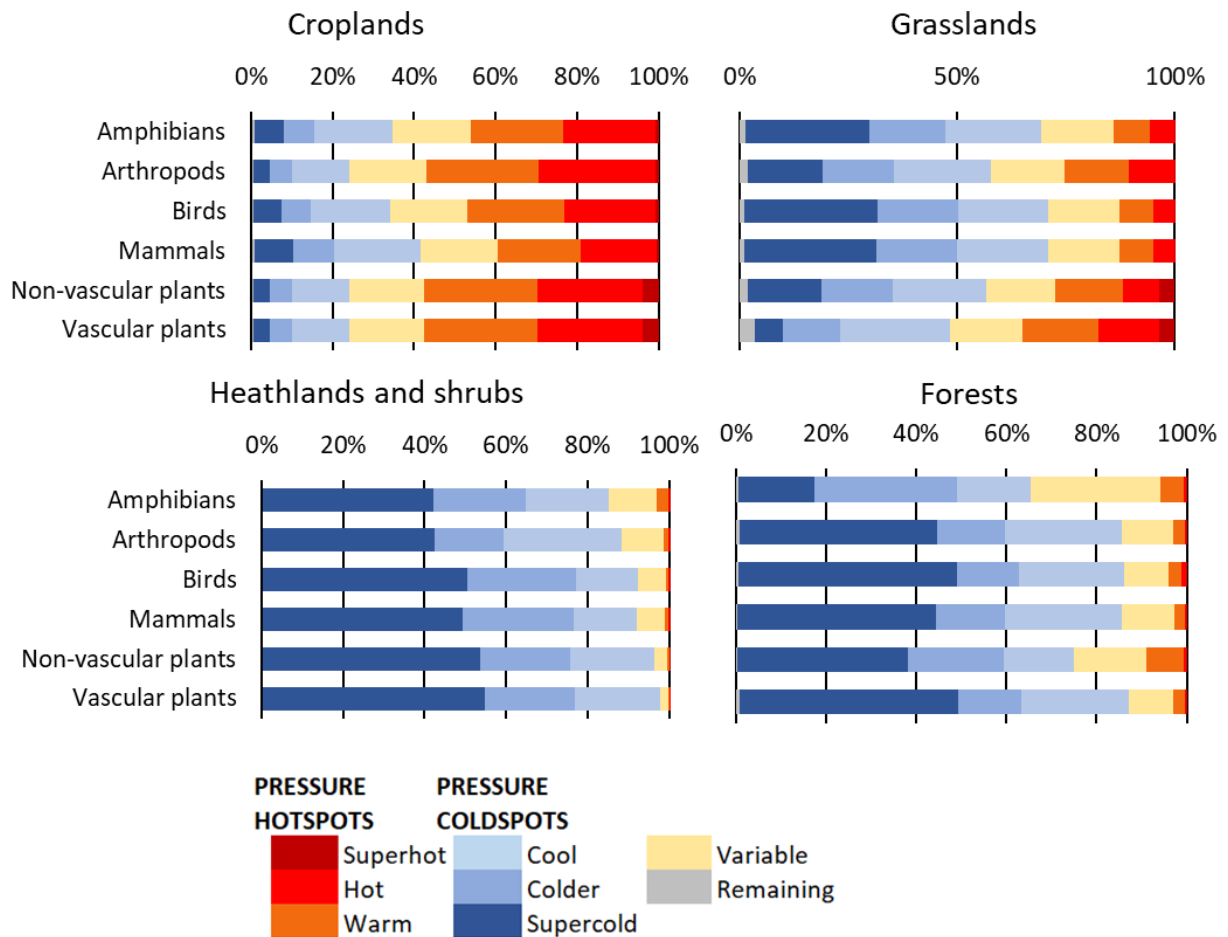 Croplands
0% 20% 40% 60% 80% 100%
Amphibians
Arthropods
Birds
Mammals
Non-vascular plants
Vascular plants
Grasslands
0% 50% 100%
Heathlands and shrubs
0% 20% 40% 60% 80% 100%
Amphibians
Arthropods
Birds
Mammals
Non-vascular plants
Vascular plants
Forests
0% 20% 40% 60% 80% 100%
PRESSURE
HOTSPOTS
Superhot
Hot
Warm
PRESSURE
COLDSPOTS
Cool
Colder
Supercold
Variable
Remaining